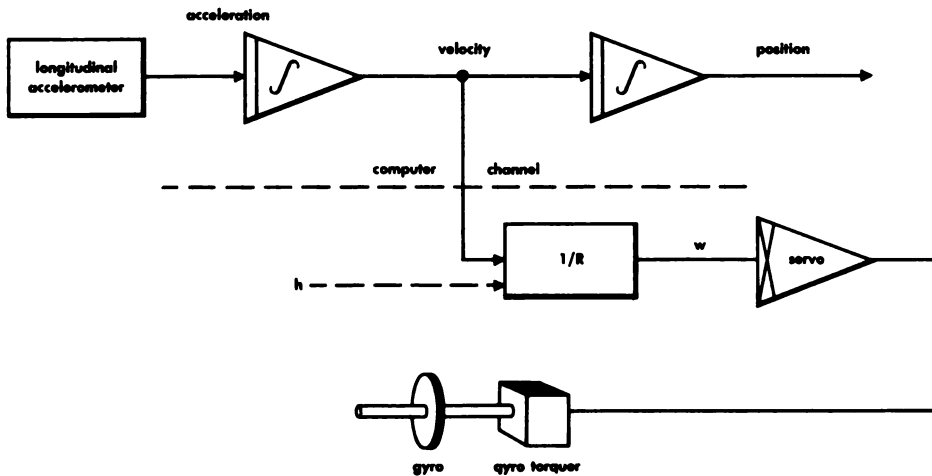 acceleration
longitudinal
accelerometer
velocity
position
computer channel
h
1/R
w
servo
gyro
gyro torquer